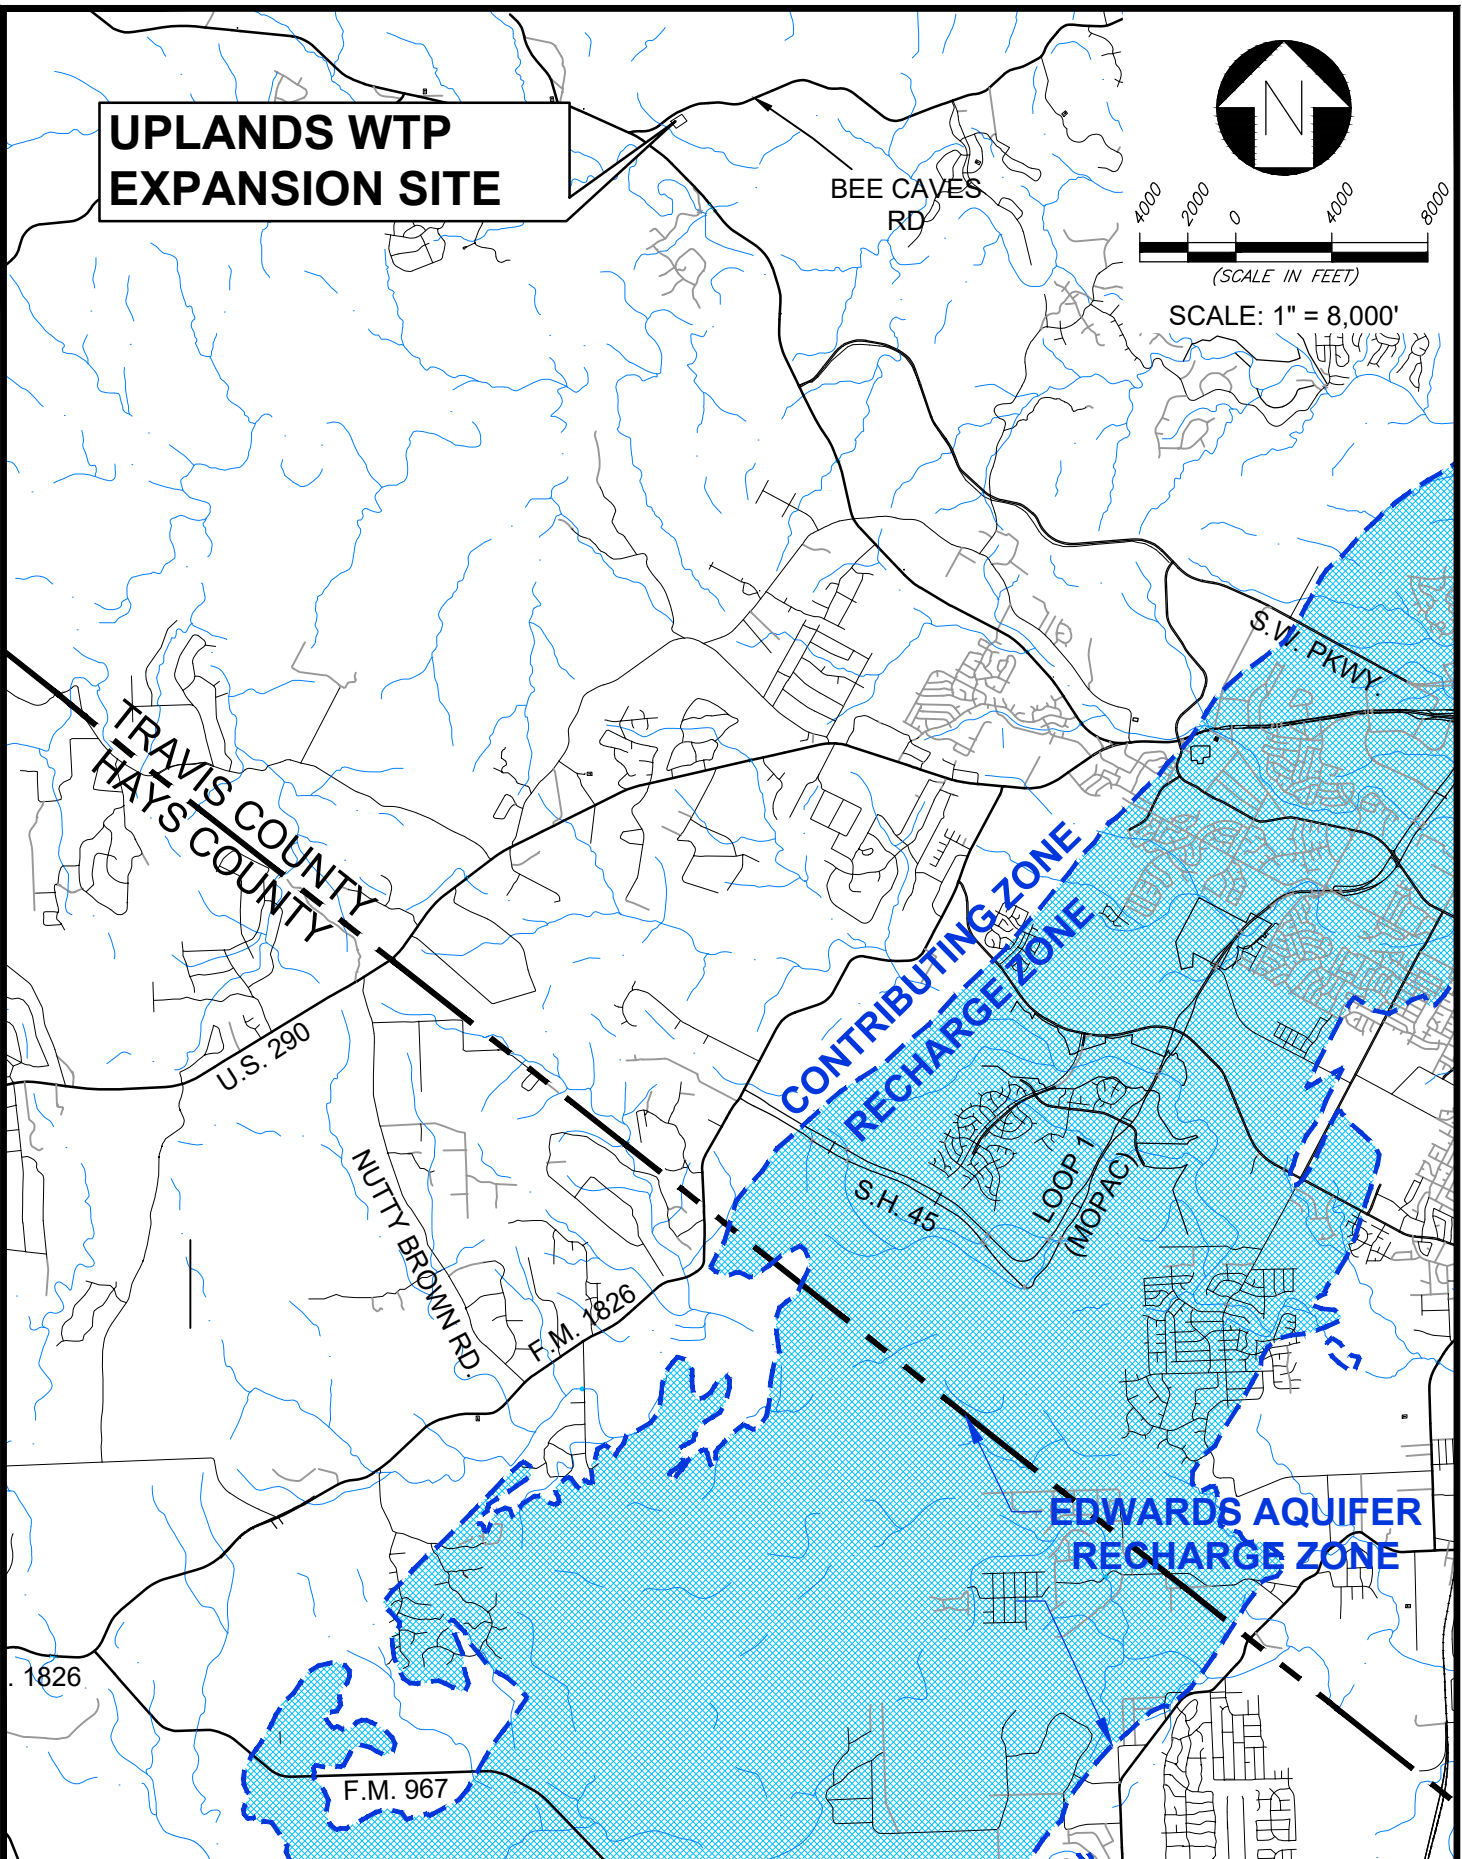 UPLANDS WTP
EXPANSION SITE
BEE CAVES
RD
N
4000
2000
0
4000
8000
(SCALE IN FEET)
SCALE: 1" = 8,000'
S.W. PKWY.
TRAVIS COUNTY
HAYS COUNTY
CONTRIBUTING ZONE
RECHARGE ZONE
U.S. 290
NUTTY BROWN RD.
S.H. 45
LOOP 1
(MOPAC)
F.M. 1826
EDWARDS AQUIFER
RECHARGE ZONE
. 1826
F.M. 967